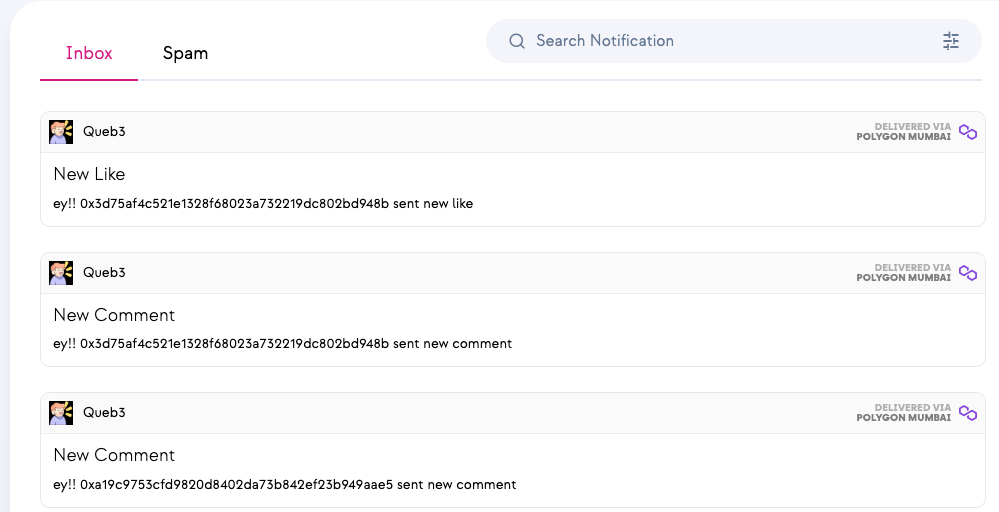 Inbox
Spam
Search Notification
Queb3
DELIVERED VIA
POLYGON MUMBAI
New Like
ey!! 0x3d75af4c521e1328f68023a732219dc802bd948b sent new like
Queb3
DELIVERED VIA
POLYGON MUMBAI
New Comment
ey!! 0x3d75af4c521e1328f68023a732219dc802bd948b sent new comment
Queb3
DELIVERED VIA
POLYGON MUMBAI
New Comment
ey!! 0xa19c9753cfd9820d8402da73b842ef23b949aae5 sent new comment